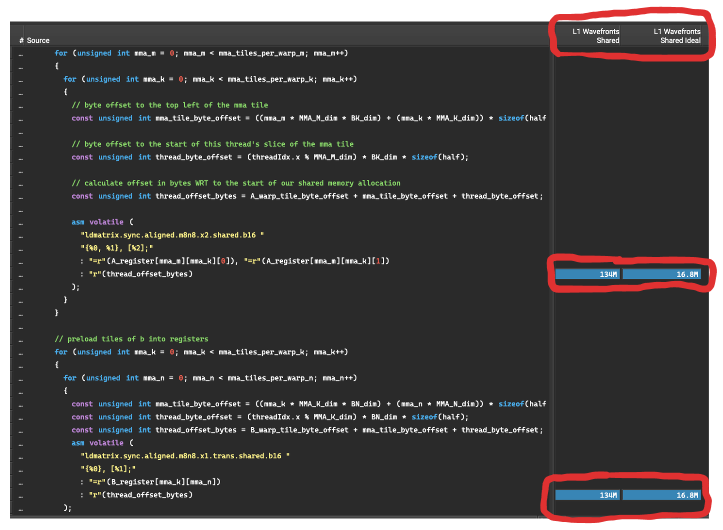 L1 Wavefronts L1 Wavefronts
# Source Shared Shared Ideal
for (unsigned int mma_m = 0; mma_m < mma_tiles_per_warp_m; mma_m++)
{
for (unsigned int mma_k = 0; mma_k < mma_tiles_per_warp_k; mma_k++)
{
// byte offset to the top left of the mma tile
const unsigned int mma_tile_byte_offset = ((mma_m * MMA_M_dim * BK_dim) + (mma_k * MMA_K_dim)) * sizeof(half
// byte offset to the start of this thread's slice of the mma tile
const unsigned int thread_byte_offset = (threadIdx.x % MMA_M_dim) * BK_dim * sizeof(half);
// calculate offset in bytes WRT to the start of our shared memory allocation
const unsigned int thread_offset_bytes = A_warp_tile_byte_offset + mma_tile_byte_offset + thread_byte_offset;
asm volatile (
"ldmatrix.sync.aligned.m8n8.x2.shared.b16 "
"{%0, %1}, [%2];"
: "=r"(A_register[mma_m][mma_k][0]), "=r"(A_register[mma_m][mma_k][1])
: "r"(thread_offset_bytes) 134M 16.8M
);
}
}
// preload tiles of b into registers
for (unsigned int mma_k = 0; mma_k < mma_tiles_per_warp_k; mma_k++)
{
for (unsigned int mma_n = 0; mma_n < mma_tiles_per_warp_n; mma_n++)
{
const unsigned int mma_tile_byte_offset = ((mma_k * MMA_K_dim * BN_dim) + (mma_n * MMA_N_dim)) * sizeof(half
const unsigned int thread_byte_offset = (threadIdx.x % MMA_K_dim) * BN_dim * sizeof(half);
const unsigned int thread_offset_bytes = B_warp_tile_byte_offset + mma_tile_byte_offset + thread_byte_offset;
asm volatile (
"ldmatrix.sync.aligned.m8n8.x1.trans.shared.b16 "
"{%0}, [%1];"
: "=r"(B_register[mma_k][mma_n])
: "r"(thread_offset_bytes) 134M 16.8M
);